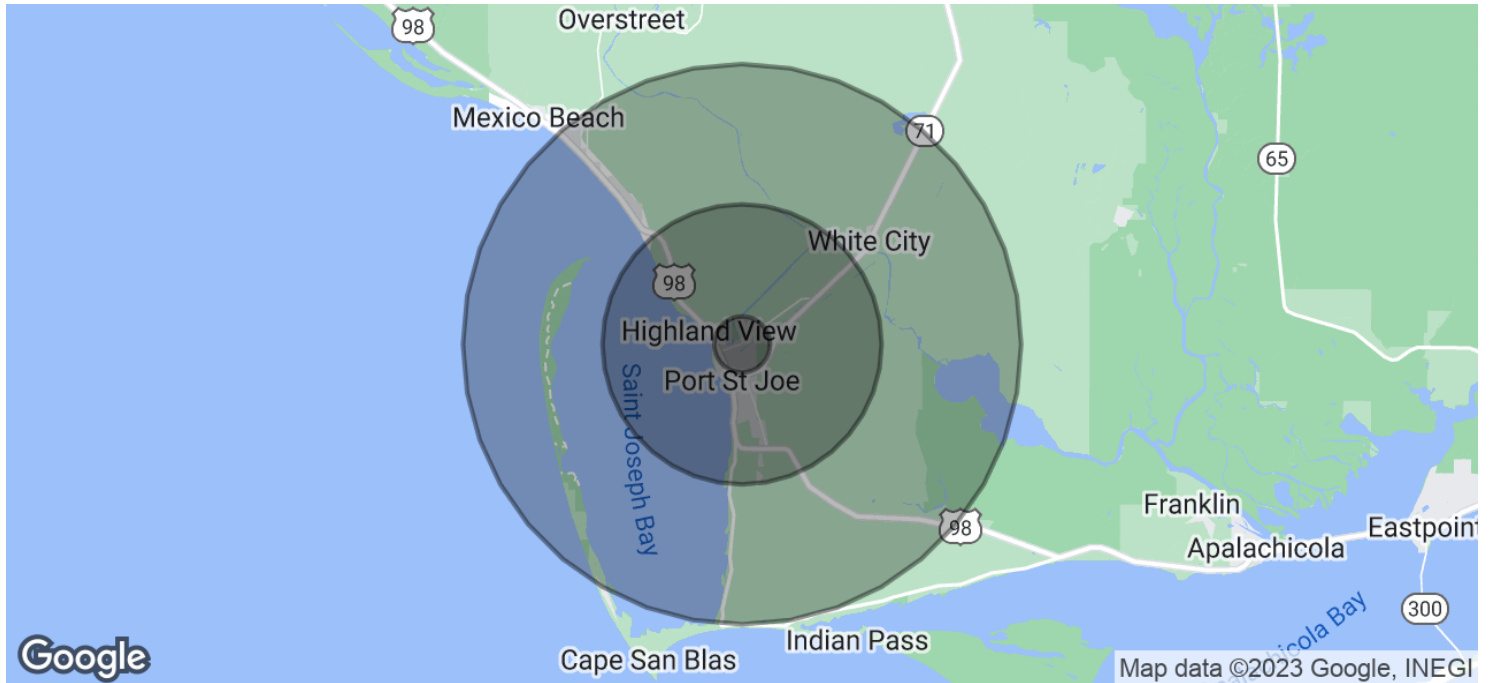 98
Overstreet
Mexico Beach
71
65
White City
98
Highland View
Port St Joe
Saint Joseph Bay
Franklin
98
Eastpoint
Apalachicola
300
Indian Pass
Bay
Cape San Blas
Google
Map data ©2023 Google, INEGI